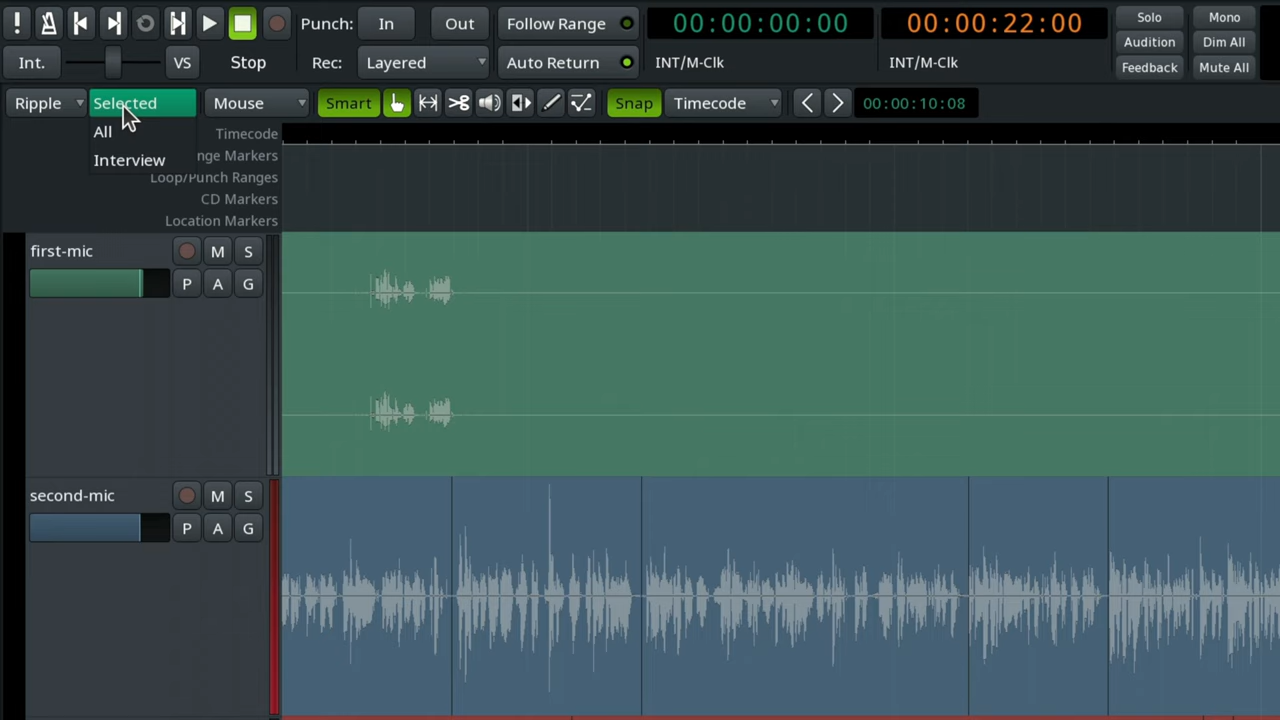 ! Punch: In Out Follow Range 00:00:00:00 00:00:22:00 Solo Mono
Audition Dim All
Int. VS Stop Rec: Layered Auto Return INT/M-Clk INT/M-Clk Feedback Mute All
Ripple Selected Mouse Smart Snap Timecode 00:00:10:08
All Timecode
Interview nge Markers
Loop/Punch Ranges
CD Markers
Location Markers
first-mic M S
P A G
second-mic M S
P A G